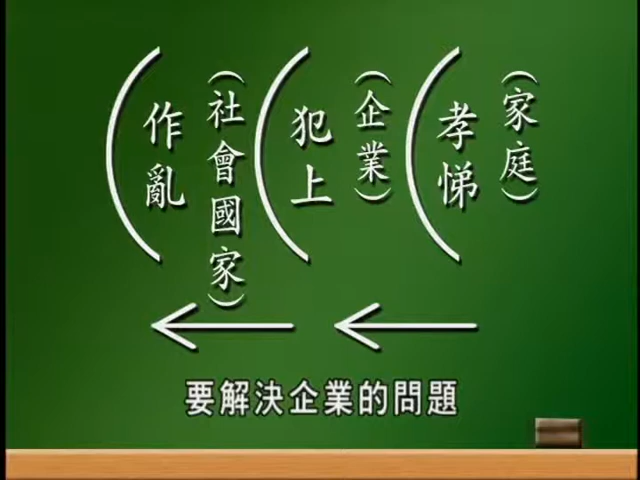 （家庭）
孝悌
（企業）
犯上
（社會國家）
作亂
要解決企業的問題